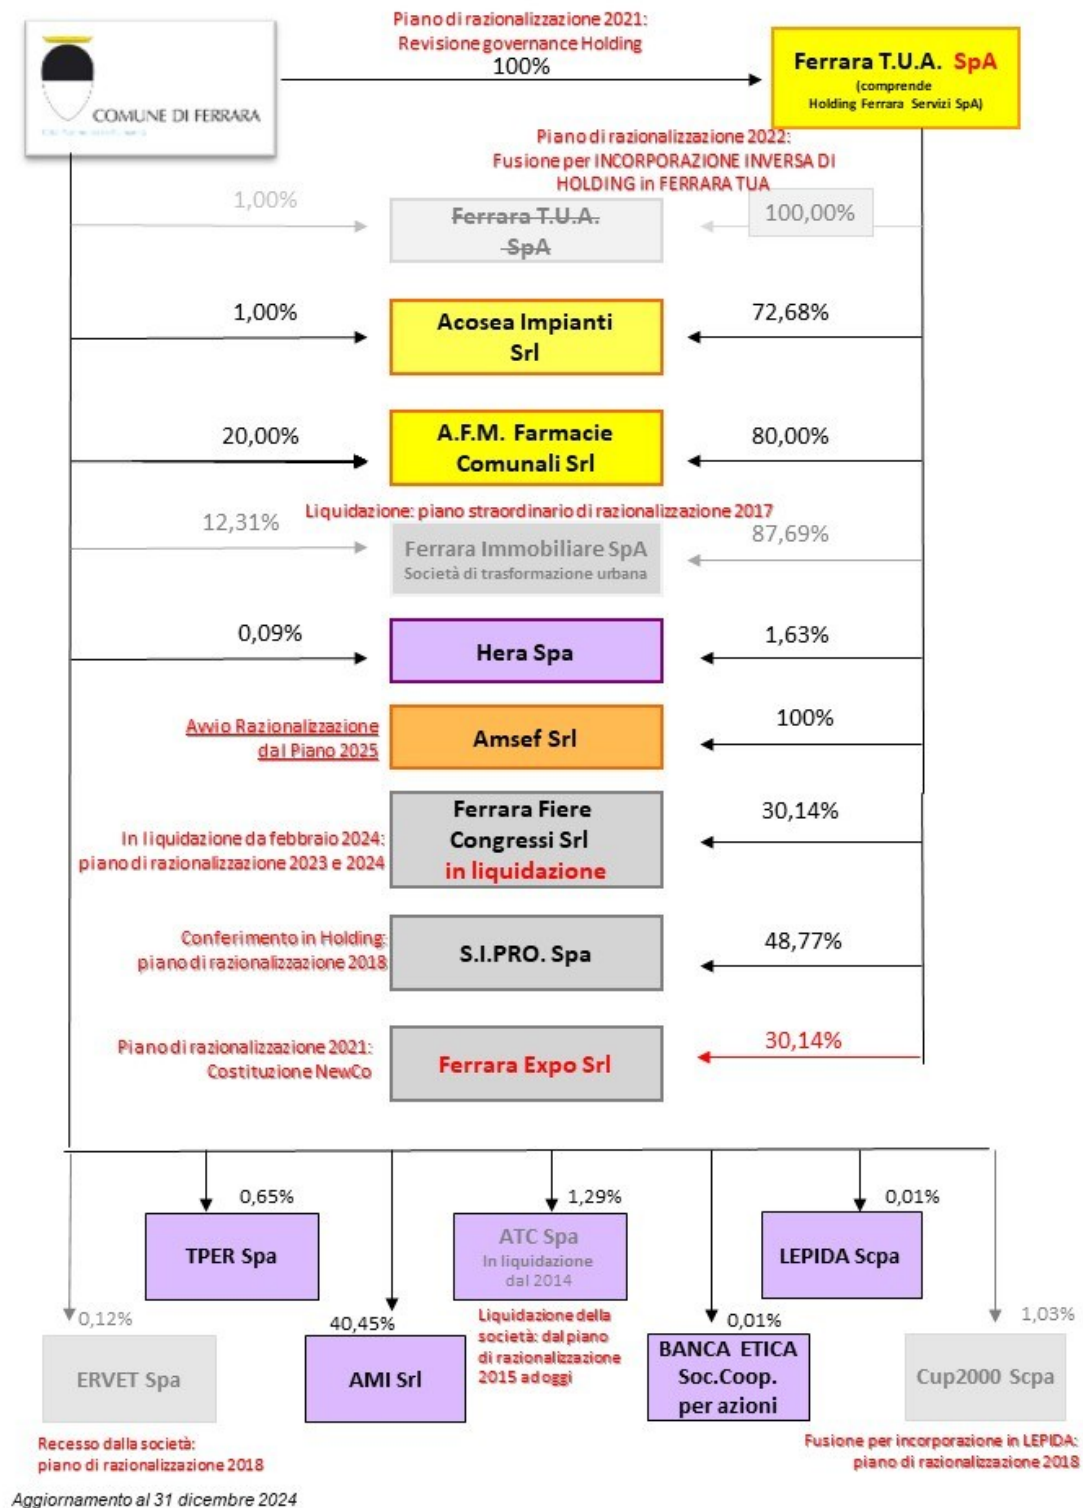 Piano di razionalizzazione 2021:
Revisione governance Holding
100%
COMUNE DI FERRARA
Ferrara T.U.A. SpA
(comprende
Holding Ferrara Servizi SpA)
Piano di razionalizzazione 2022:
Fusione per INCORPORAZIONE INVERSA DI
HOLDING in FERRARA TUA
1,00%
Ferrara T.U.A.
SpA
100,00%
1,00%
Acosea Impianti
Srl
72,68%
20,00%
A.F.M. Farmacie
Comunali Srl
80,00%
Liquidazione: piano straordinario di razionalizzazione 2017
12,31%
Ferrara Immobiliare SpA
Società di trasformazione urbana
87,69%
0,09%
Hera Spa
1,63%
Avvio Razionalizzazione
dal Piano 2025
Amsef Srl
100%
In liquidazione da febbraio 2024:
piano di razionalizzazione 2023 e 2024
Ferrara Fiere
Congressi Srl
in liquidazione
30,14%
Conferimento in Holding:
piano di razionalizzazione 2018
S.I.PRO. Spa
48,77%
Piano di razionalizzazione 2021:
Costituzione NewCo
Ferrara Expo Srl
30,14%
0,65%
TPER Spa
1,29%
ATC Spa
In liquidazione
dal 2014
0,01%
LEPIDA Scpa
0,12%
ERVET Spa
40,45%
AMI Srl
Liquidazione della
società: dal piano
di razionalizzazione
2015 ad oggi
0,01%
BANCA ETICA
Soc.Coop.
per azioni
1,03%
Cup2000 Scpa
Recesso dalla società:
piano di razionalizzazione 2018
Fusione per incorporazione in LEPIDA:
piano di razionalizzazione 2018
Aggiornamento al 31 dicembre 2024